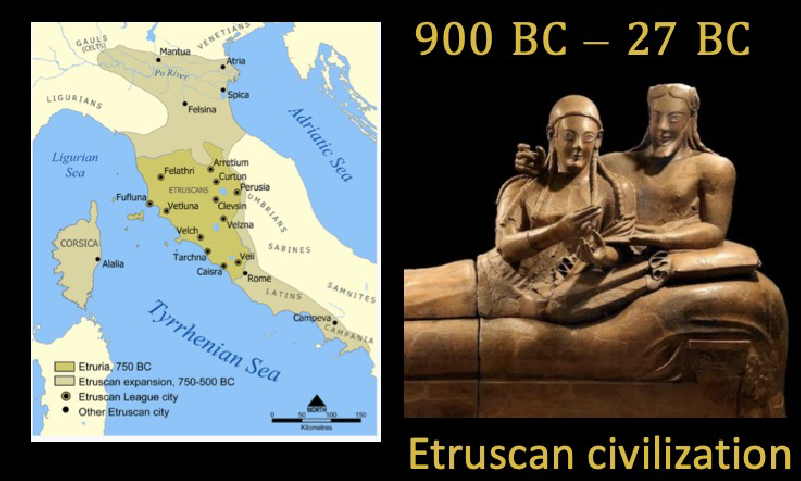 900 BC – 27 BC
GAULS
(CELTS)
VENETIANS
Mantua
Atria
Po River
Spica
Felsina
LIGURIANS
Adriatic Sea
Ligurian
Sea
Arretium
Felathri
Curtun
ETRUSCANS
Perusia
Fufluna
Vetluna
Clevsin
UMBRIANS
Velzna
Velch
SABINES
CORSICA
Tarchna
Veii
Alalia
Caisra
Rome
LATINS
SAMNITES
Campeva
CAMPANIA
Tyrrhenian Sea
Etruria, 750 BC
Etruscan expansion, 750-500 BC
Etruscan League city
Other Etruscan city
NORTH
0 50 100 150
Kilometres
Etruscan civilization